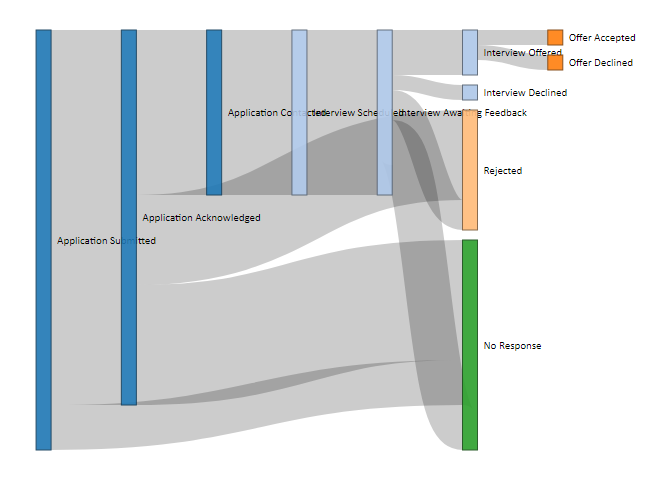 Offer Accepted
Interview Offered
Offer Declined
Interview Declined
Application Contacted
Interview Scheduled
Interview Awaiting Feedback
Rejected
Application Acknowledged
Application Submitted
No Response